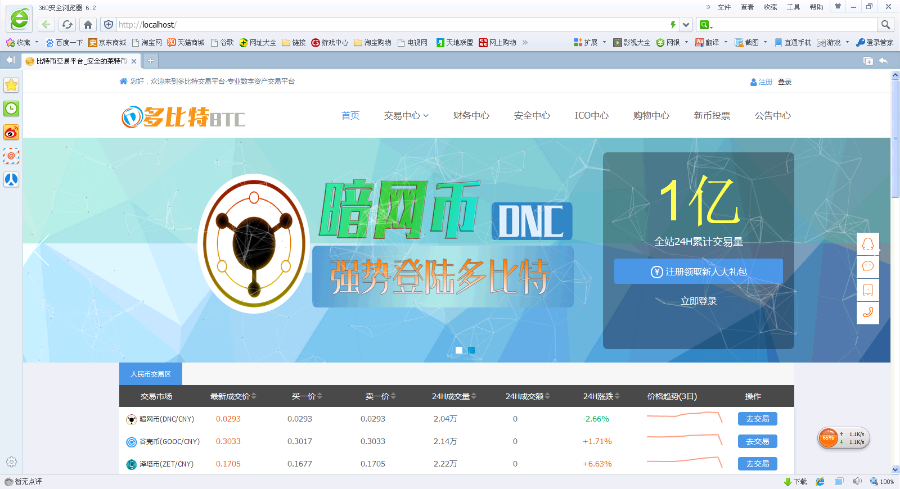 360安全浏览器 6.2
文件 查看 收藏 工具 帮助
http://localhost/
收藏 百度一下 京东商城 淘宝网 天猫商城 谷歌 网址大全 链接 游戏中心 淘宝购物 电视网 天地联盟 网上购物 » 扩展 影视大全 网银 翻译 截图 直通手机 游戏 登录管家
比特币交易平台_安全的莱特币
您好，欢迎来到多比特交易平台-专业数字资产交易平台
注册 登录
多比特BTC
首页 交易中心 财务中心 安全中心 ICO中心 购物中心 新币投票 公告中心
暗网币 DNC
强势登陆多比特
1亿
全站24H累计交易量
注册领取新人大礼包
立即登录
人民币交易区
交易市场 最新成交价 买一价 卖一价 24H成交量 24H成交额 24H涨跌 价格趋势(3日) 操作
暗网币(DNC/CNY) 0.0293 0.0293 0.0293 2.04万 0 -2.66% 去交易
谷壳币(GOOC/CNY) 0.3033 0.3017 0.3033 2.14万 0 +1.71% 去交易
泽塔币(ZET/CNY) 0.1705 0.1677 0.1705 2.22万 0 +6.63% 去交易
暂无点评
下载
100%